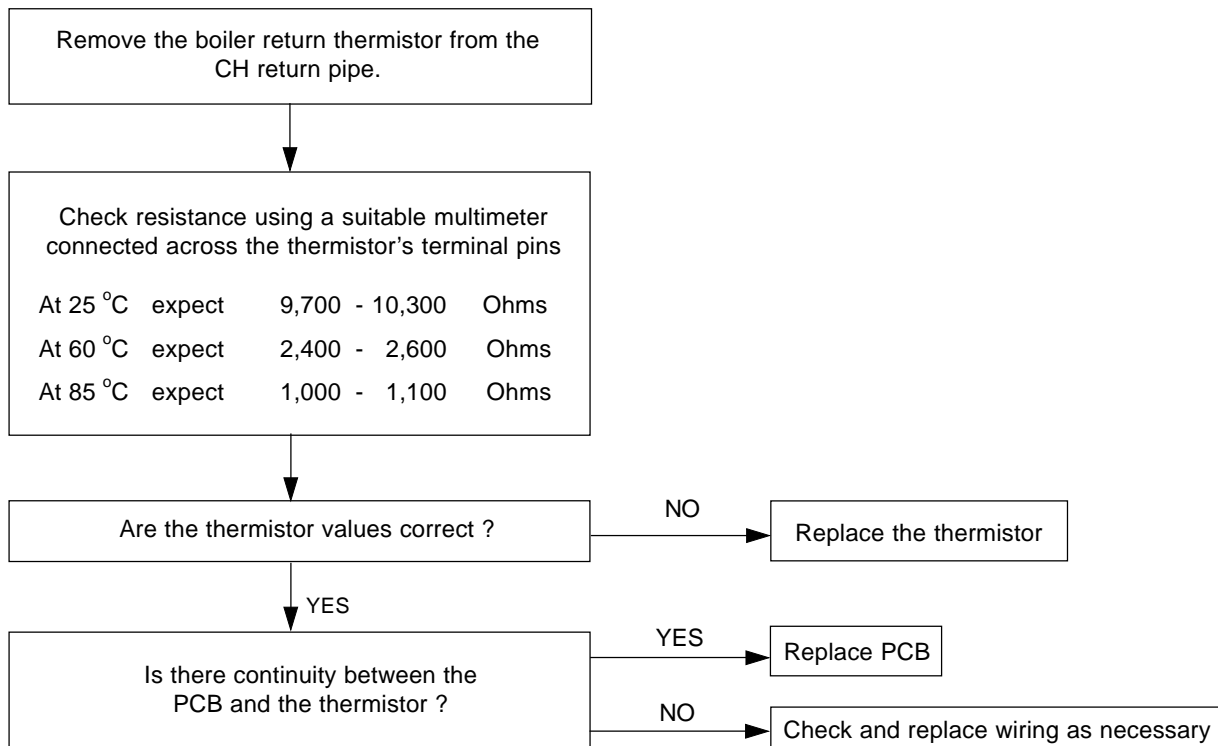 Remove the boiler return thermistor from the
CH return pipe.
Check resistance using a suitable multimeter
connected across the thermistor's terminal pins
At 25 °C expect 9,700 - 10,300 Ohms
At 60 °C expect 2,400 - 2,600 Ohms
At 85 °C expect 1,000 - 1,100 Ohms
Are the thermistor values correct ?
NO
Replace the thermistor
YES
Is there continuity between the
PCB and the thermistor ?
YES
Replace PCB
NO
Check and replace wiring as necessary